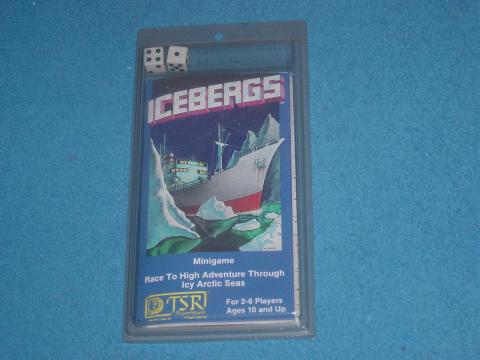 ICEBERGS
Minigame
Race To High Adventure Through
Icy Arctic Seas
TSR
For 2-6 Players
Ages 10 and Up